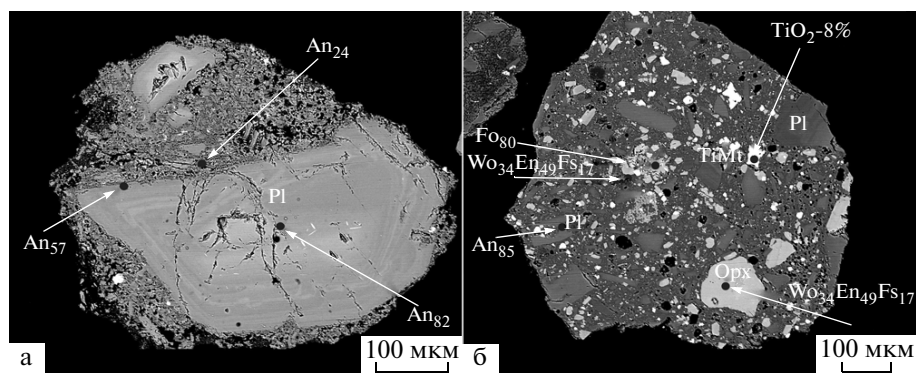 An24
Pl
An57
An82
а
100 мкм
TiO2-8%
Pl
Fo80
TiMt
Wo34En49Fs17
Pl
An85
Opx
Wo34En49Fs17
б
100 мкм